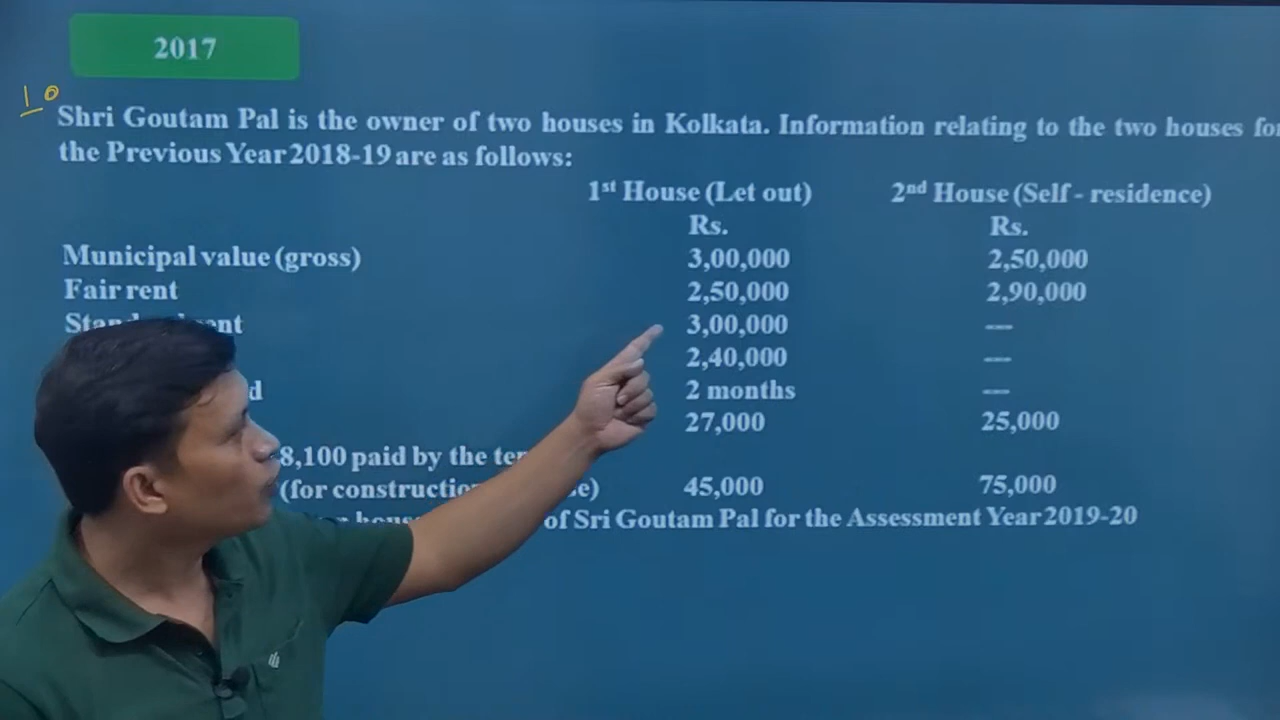 2017
10
Shri Goutam Pal is the owner of two houses in Kolkata. Information relating to the two houses for
the Previous Year 2018-19 are as follows:
1st House (Let out) 2nd House (Self - residence)
Rs. Rs.
Municipal value (gross) 3,00,000 2,50,000
Fair rent 2,50,000 2,90,000
3,00,000 ---
2,40,000 ---
2 months ---
27,000 25,000
8,100 paid by the
(for 45,000 75,000
of Sri Goutam Pal for the Assessment Year 2019-20